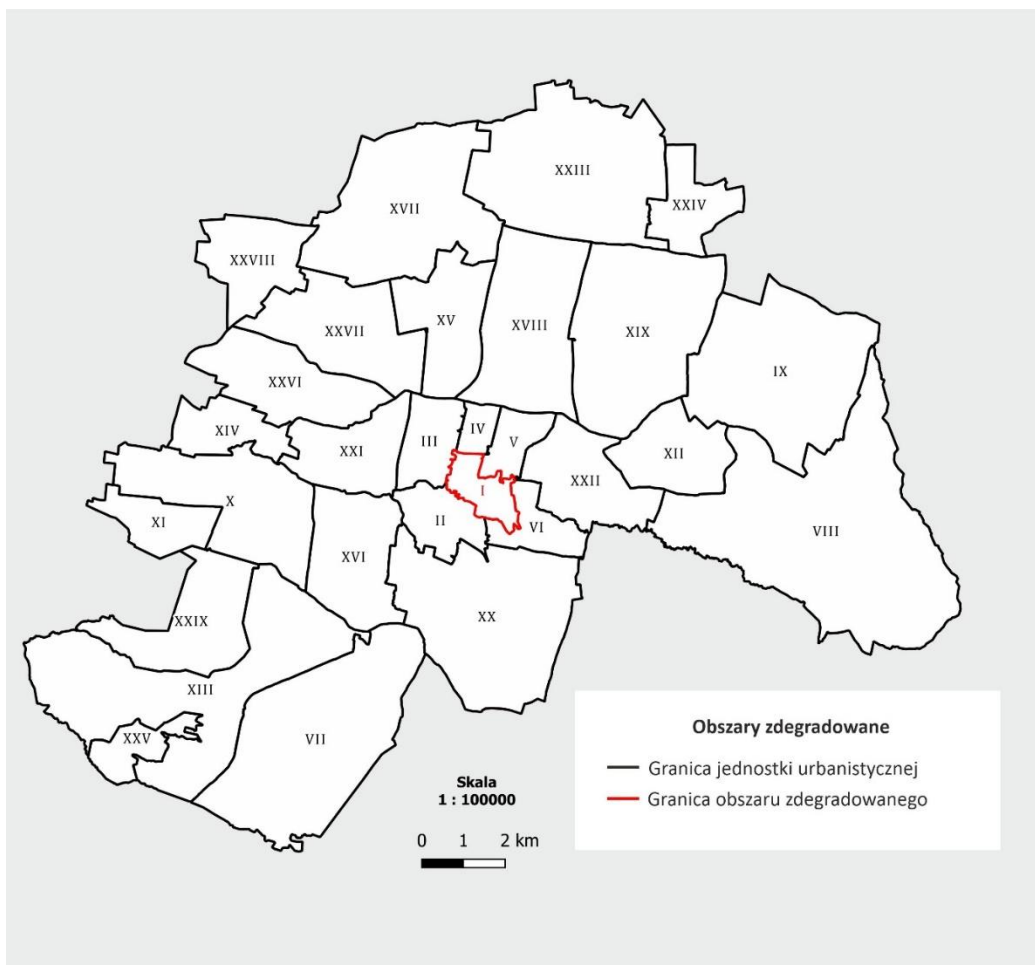 XXIII
XXIV
XVII
XXVIII
XXVII
XV
XVIII
XIX
IX
XXVI
XIV
XXI
III
IV
V
XII
XXII
X
I
XI
II
VI
VIII
XVI
XXIX
XX
XIII
XXV
VII
Obszary zdegradowane
Granica jednostki urbanistycznej
Granica obszaru zdegradowanego
Skala
1 : 100000
0 1 2 km